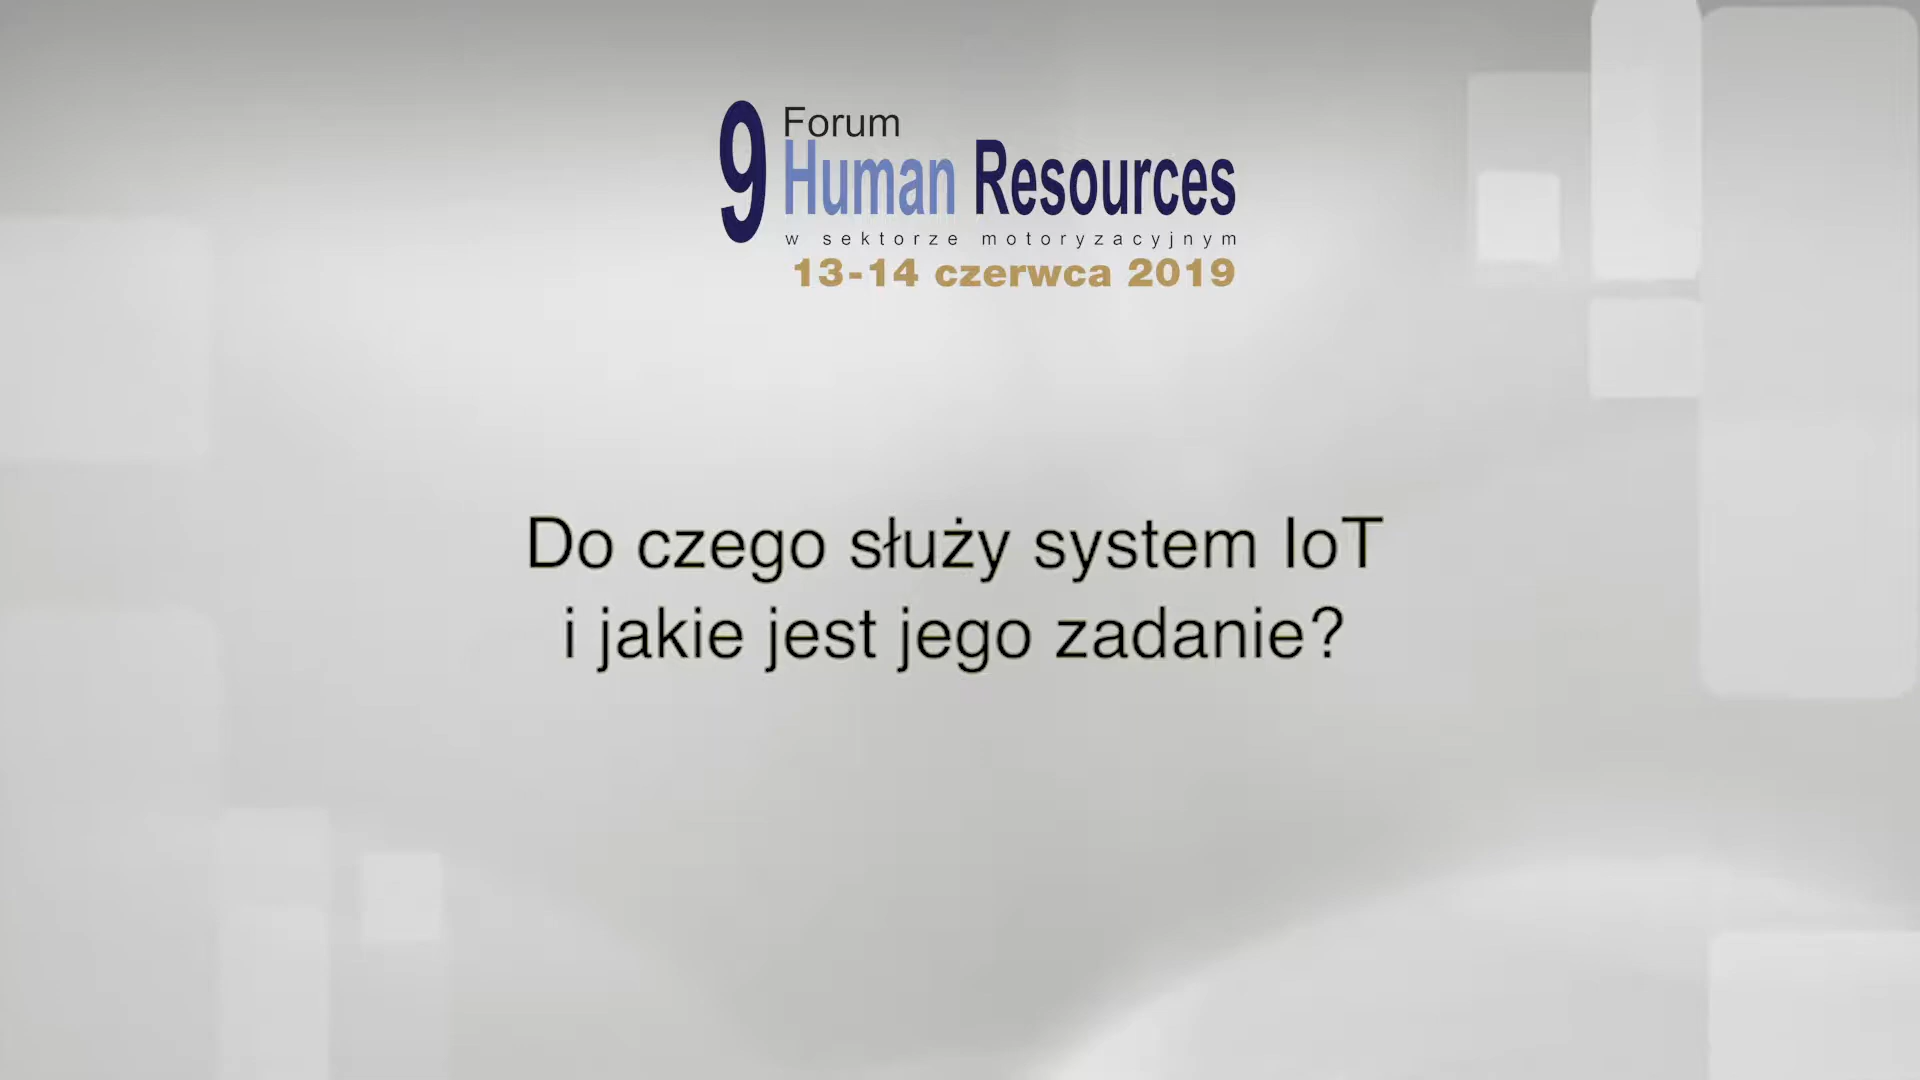 9 Forum
Human Resources
w sektorze motoryzacyjnym
13-14 czerwca 2019
Do czego służy system IoT
i jakie jest jego zadanie?